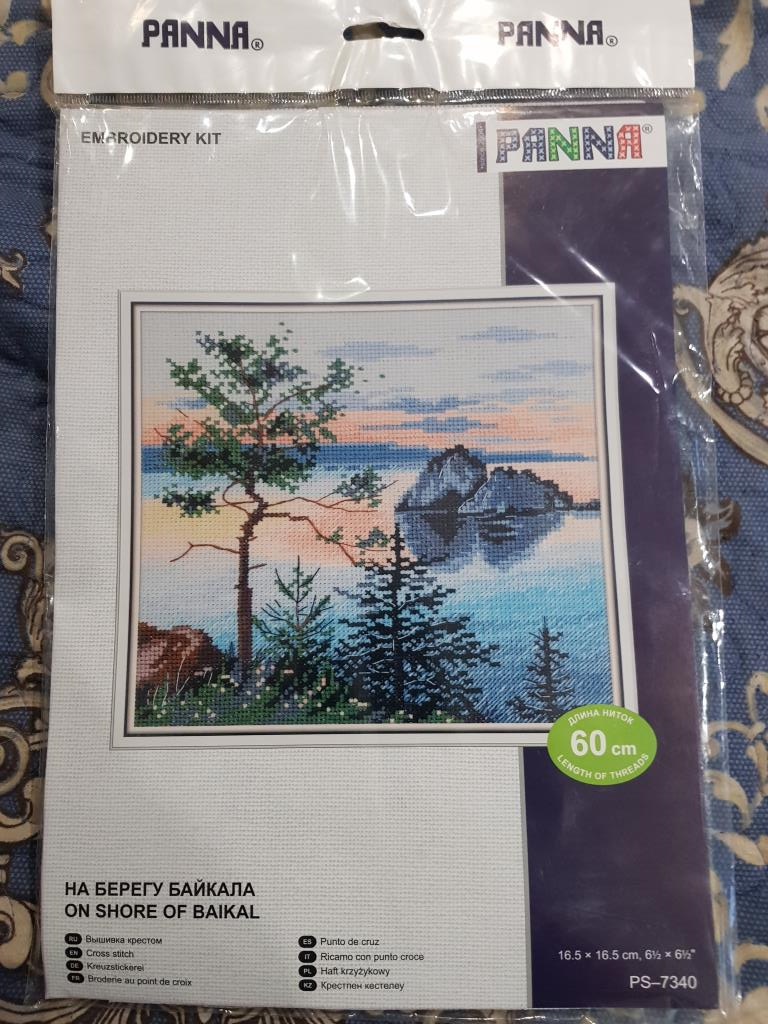 PANNA® PANNA®
EMBROIDERY KIT
PANNA®
НА БЕРЕГУ БАЙКАЛА
ON SHORE OF BAIKAL
ДЛИНА НИТОК
60 cm
LENGTH OF THREADS
RU Вышивка крестом
EN Cross stitch
DE Kreuzstickerei
FR Broderie au point de croix
ES Punto de cruz
IT Ricamo con punto croce
PL Haft krzyżykowy
KZ Крестпен кестелеу
16.5 × 16.5 cm, 6½ × 6½"
PS–7340